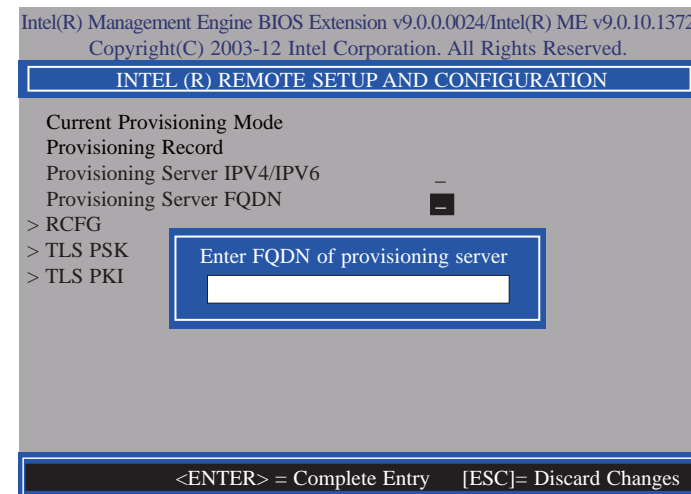 Intel(R) Management Engine BIOS Extension v9.0.0.0024/Intel(R) ME v9.0.10.1372
Copyright(C) 2003-12 Intel Corporation. All Rights Reserved.
INTEL (R) REMOTE SETUP AND CONFIGURATION
Current Provisioning Mode
Provisioning Record
Provisioning Server IPV4/IPV6 _
Provisioning Server FQDN _
> RCFG
> TLS PSK
> TLS PKI
Enter FQDN of provisioning server
<ENTER> = Complete Entry [ESC]= Discard Changes